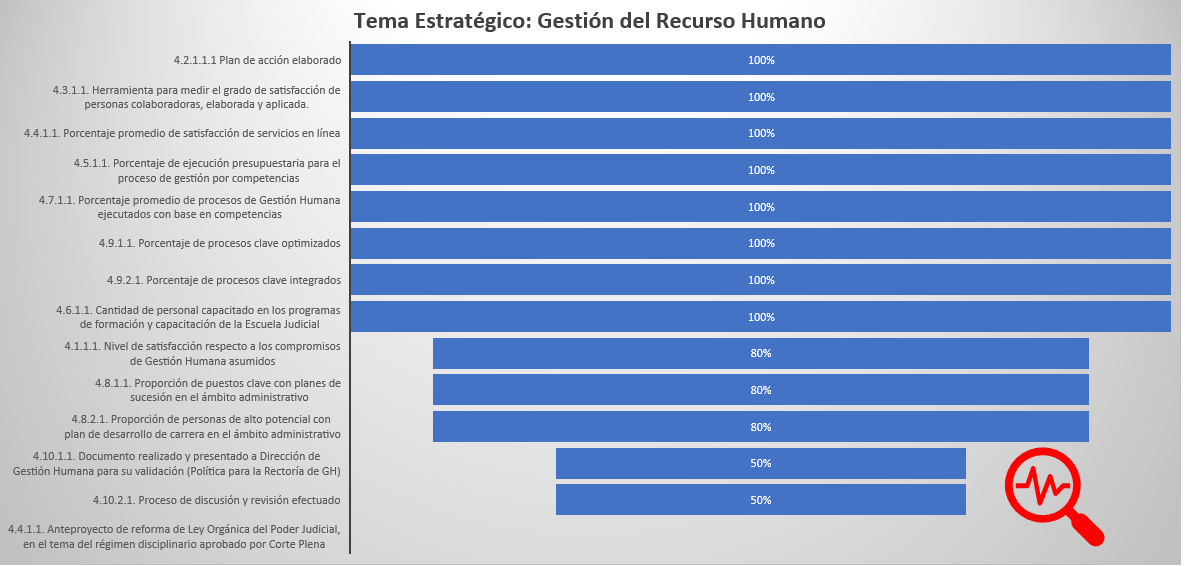 Tema Estratégico: Gestión del Recurso Humano
4.2.1.1.1 Plan de acción elaborado
100%
4.3.1.1. Herramienta para medir el grado de satisfacción de
personas colaboradoras, elaborada y aplicada.
100%
4.4.1.1. Porcentaje promedio de satisfacción de servicios en línea
100%
4.5.1.1. Porcentaje de ejecución presupuestaria para el
proceso de gestión por competencias
100%
4.7.1.1. Porcentaje promedio de procesos de Gestión Humana
ejecutados con base en competencias
100%
4.9.1.1. Porcentaje de procesos clave optimizados
100%
4.9.2.1. Porcentaje de procesos clave integrados
100%
4.6.1.1. Cantidad de personal capacitado en los programas
de formación y capacitación de la Escuela Judicial
100%
4.1.1.1. Nivel de satisfacción respecto a los compromisos
de Gestión Humana asumidos
80%
4.8.1.1. Proporción de puestos clave con planes de
sucesión en el ámbito administrativo
80%
4.8.2.1. Proporción de personas de alto potencial con
plan de desarrollo de carrera en el ámbito administrativo
80%
4.10.1.1. Documento realizado y presentado a Dirección de
Gestión Humana para su validación (Política para la Rectoría de GH)
50%
4.10.2.1. Proceso de discusión y revisión efectuado
50%
4.4.1.1. Anteproyecto de reforma de Ley Orgánica del Poder Judicial,
en el tema del régimen disciplinario aprobado por Corte Plena